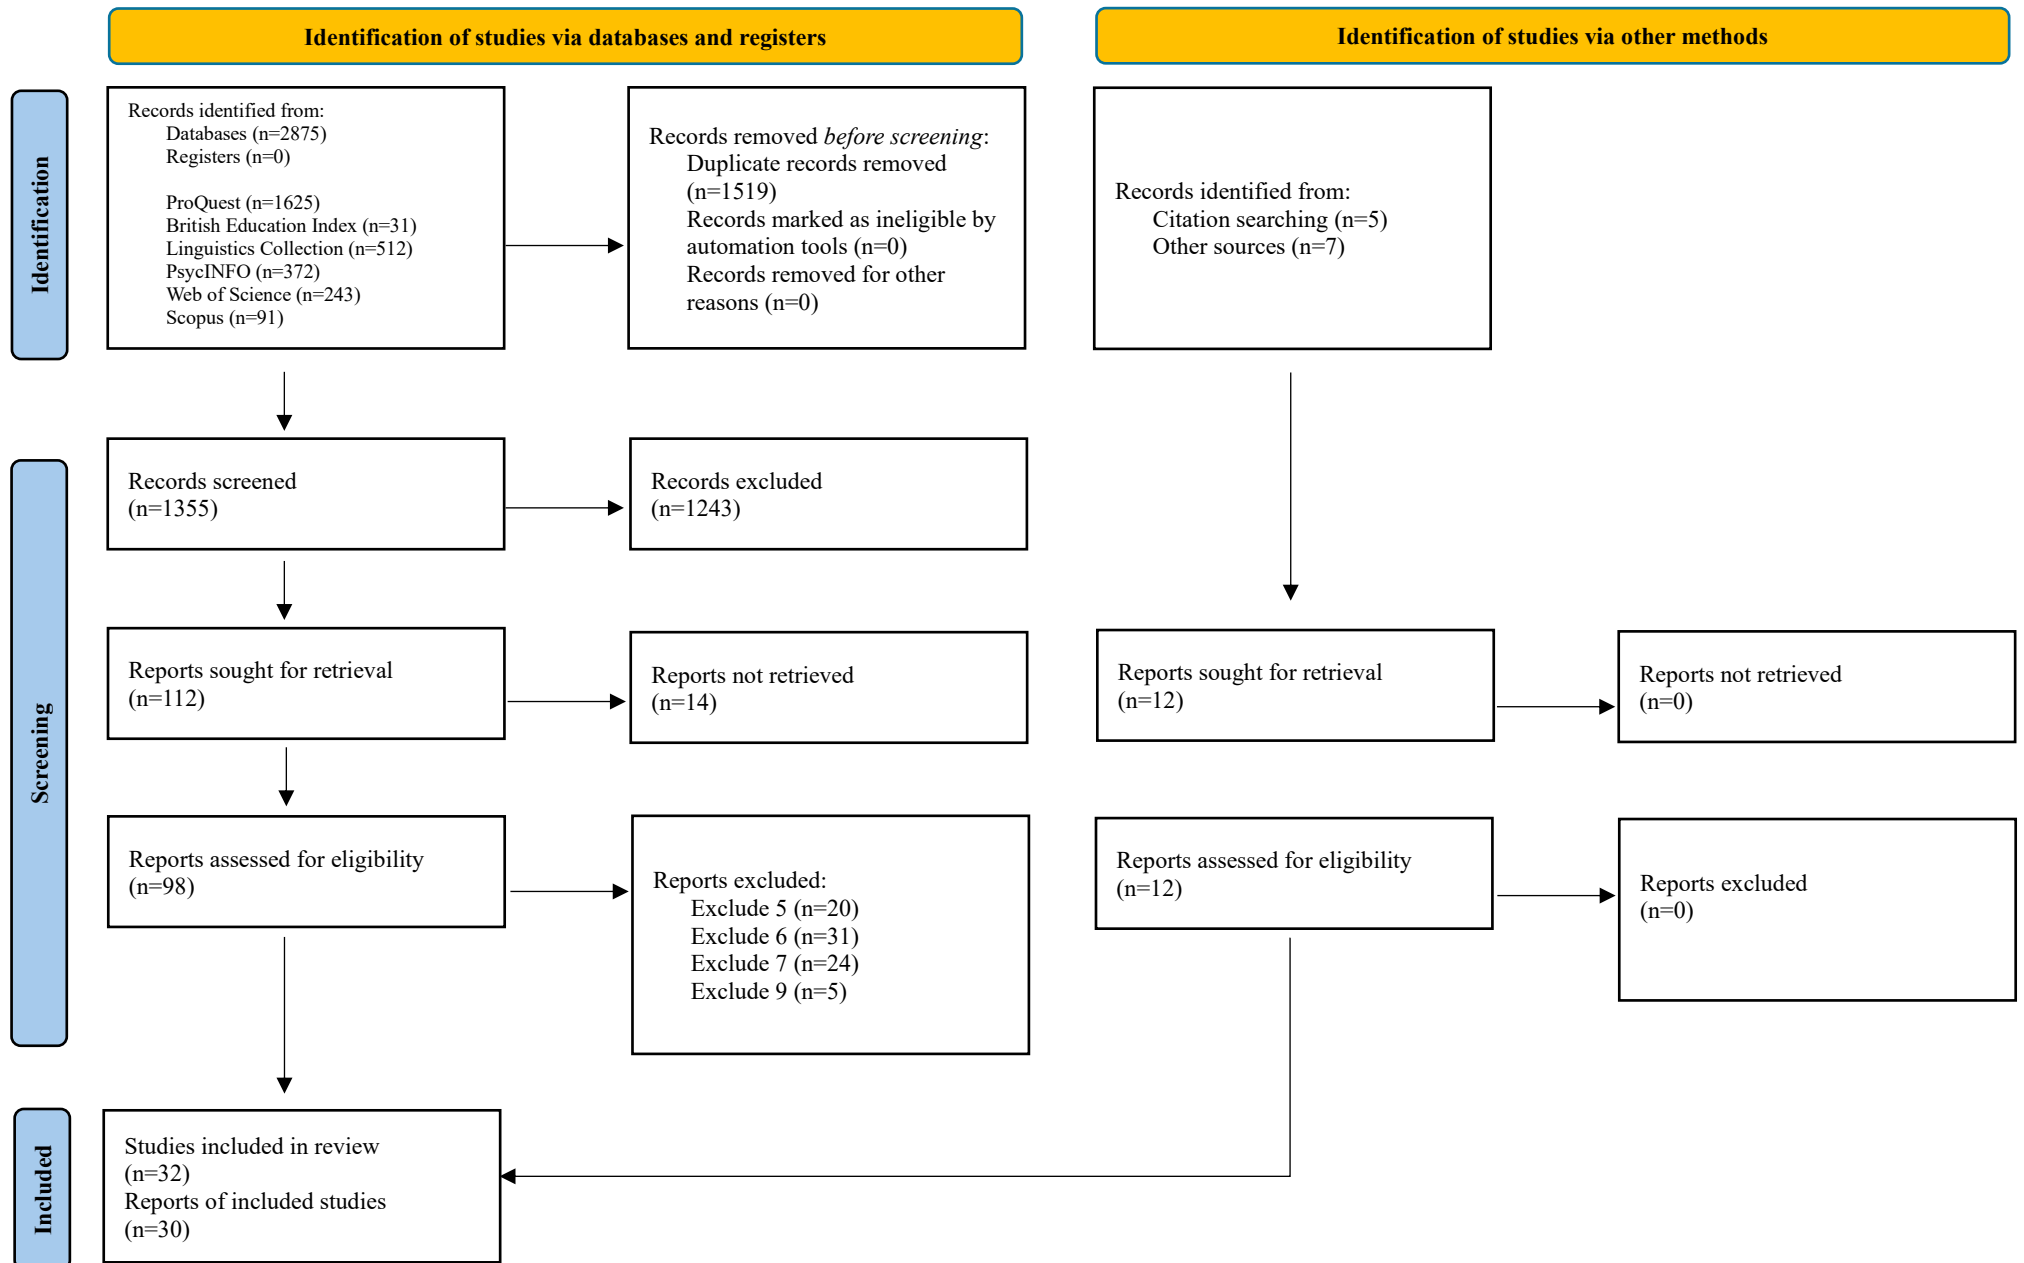 Identification of studies via databases and registers
Identification of studies via other methods
Identification
Records identified from:
Databases (n=2875)
Registers (n=0)
ProQuest (n=1625)
British Education Index (n=31)
Linguistics Collection (n=512)
PsycINFO (n=372)
Web of Science (n=243)
Scopus (n=91)
Records removed before screening:
Duplicate records removed
(n=1519)
Records marked as ineligible by
automation tools (n=0)
Records removed for other
reasons (n=0)
Records identified from:
Citation searching (n=5)
Other sources (n=7)
Screening
Records screened
(n=1355)
Records excluded
(n=1243)
Reports sought for retrieval
(n=112)
Reports not retrieved
(n=14)
Reports sought for retrieval
(n=12)
Reports not retrieved
(n=0)
Reports assessed for eligibility
(n=98)
Reports excluded:
Exclude 5 (n=20)
Exclude 6 (n=31)
Exclude 7 (n=24)
Exclude 9 (n=5)
Reports assessed for eligibility
(n=12)
Reports excluded
(n=0)
Included
Studies included in review
(n=32)
Reports of included studies
(n=30)